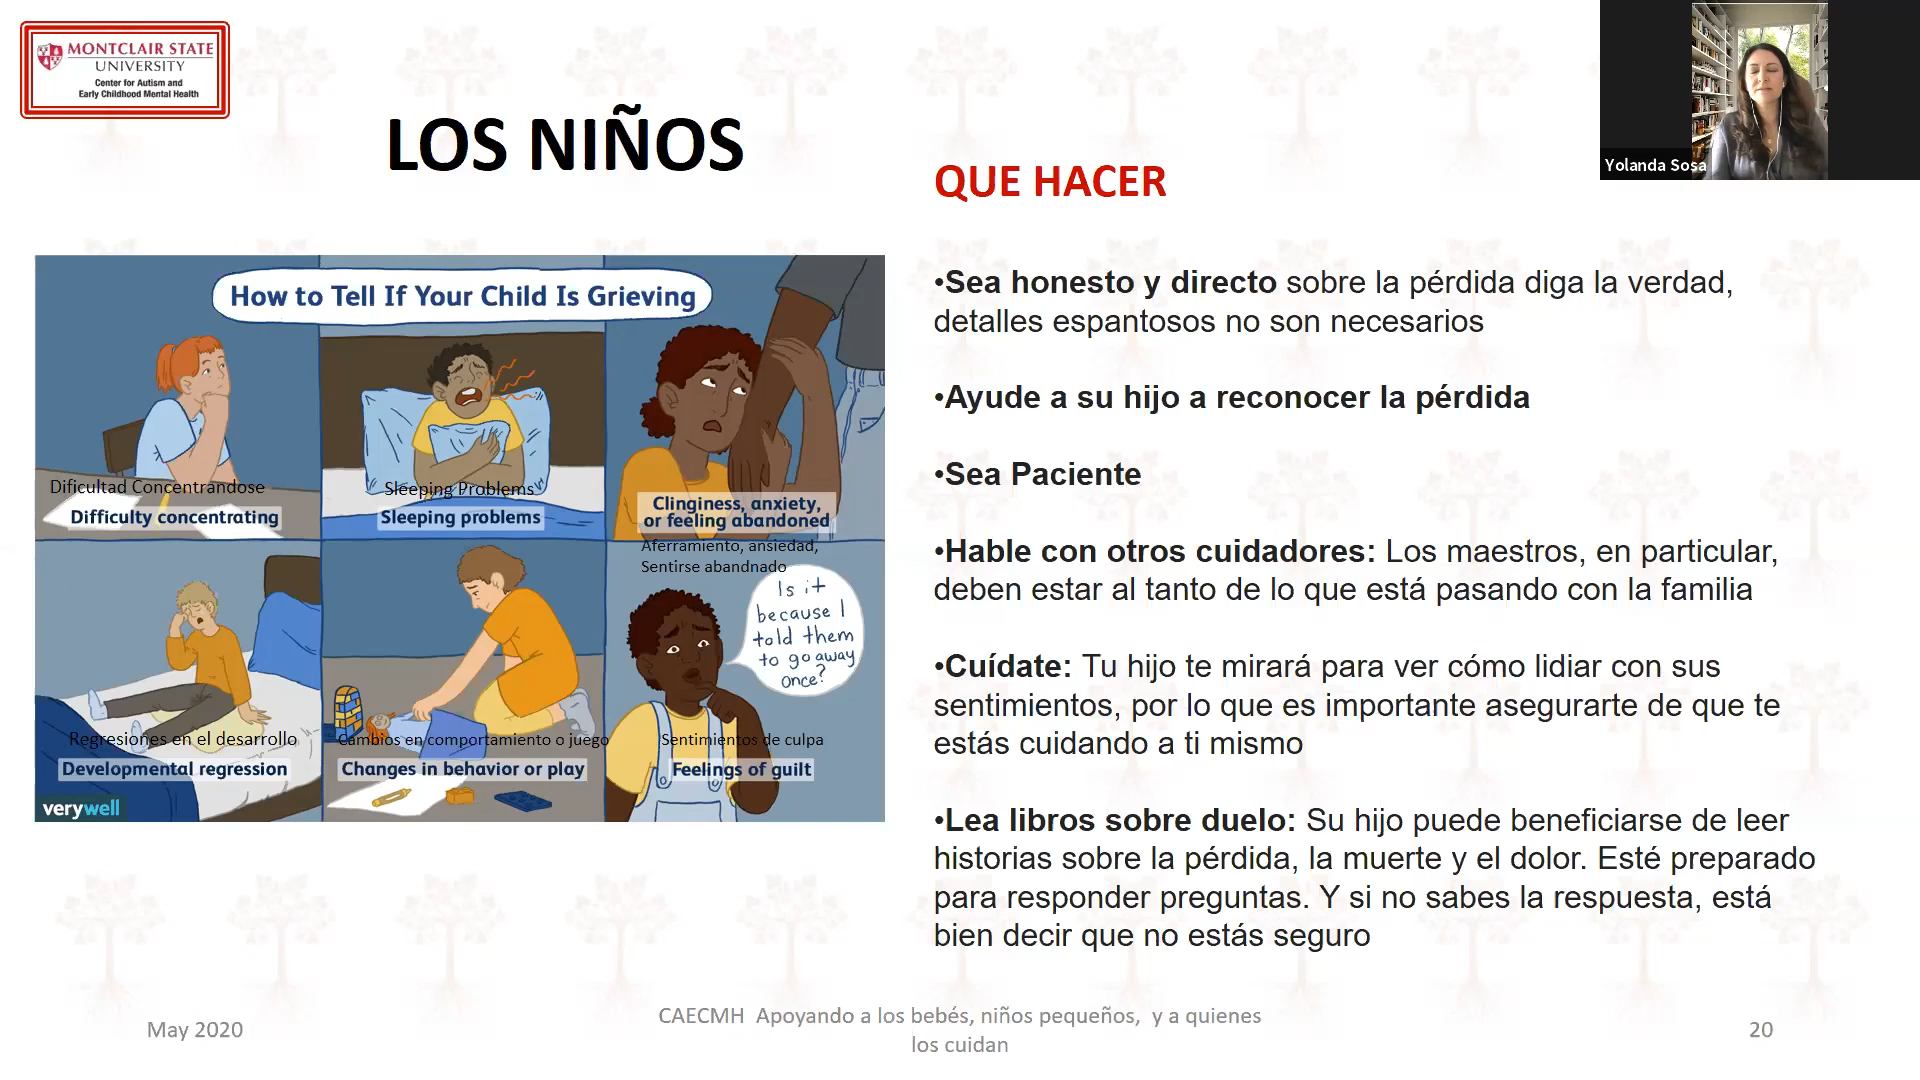 MONTCLAIR STATE
UNIVERSITY
Center for Autism and
Early Childhood Mental Health
LOS NIÑOS
How to Tell If Your Child Is Grieving
Dificultad Concentrandose
Difficulty concentrating
Sleeping Problems
Sleeping problems
Clinginess, anxiety,
or feeling abandoned
Aferramiento, ansiedad,
Sentirse abandnado
Regresiones en el desarrollo
Developmental regression
Cambios en comportamiento o juego
Changes in behavior or play
Is it
because I
told them
to go away
once?
Sentimientos de culpa
Feelings of guilt
verywell
QUE HACER
•Sea honesto y directo sobre la pérdida diga la verdad,
detalles espantosos no son necesarios
•Ayude a su hijo a reconocer la pérdida
•Sea Paciente
•Hable con otros cuidadores: Los maestros, en particular,
deben estar al tanto de lo que está pasando con la familia
•Cuídate: Tu hijo te mirará para ver cómo lidiar con sus
sentimientos, por lo que es importante asegurarte de que te
estás cuidando a ti mismo
•Lea libros sobre duelo: Su hijo puede beneficiarse de leer
historias sobre la pérdida, la muerte y el dolor. Esté preparado
para responder preguntas. Y si no sabes la respuesta, está
bien decir que no estás seguro
Yolanda Sosa
May 2020
CAECMH Apoyando a los bebés, niños pequeños, y a quienes
los cuidan
20